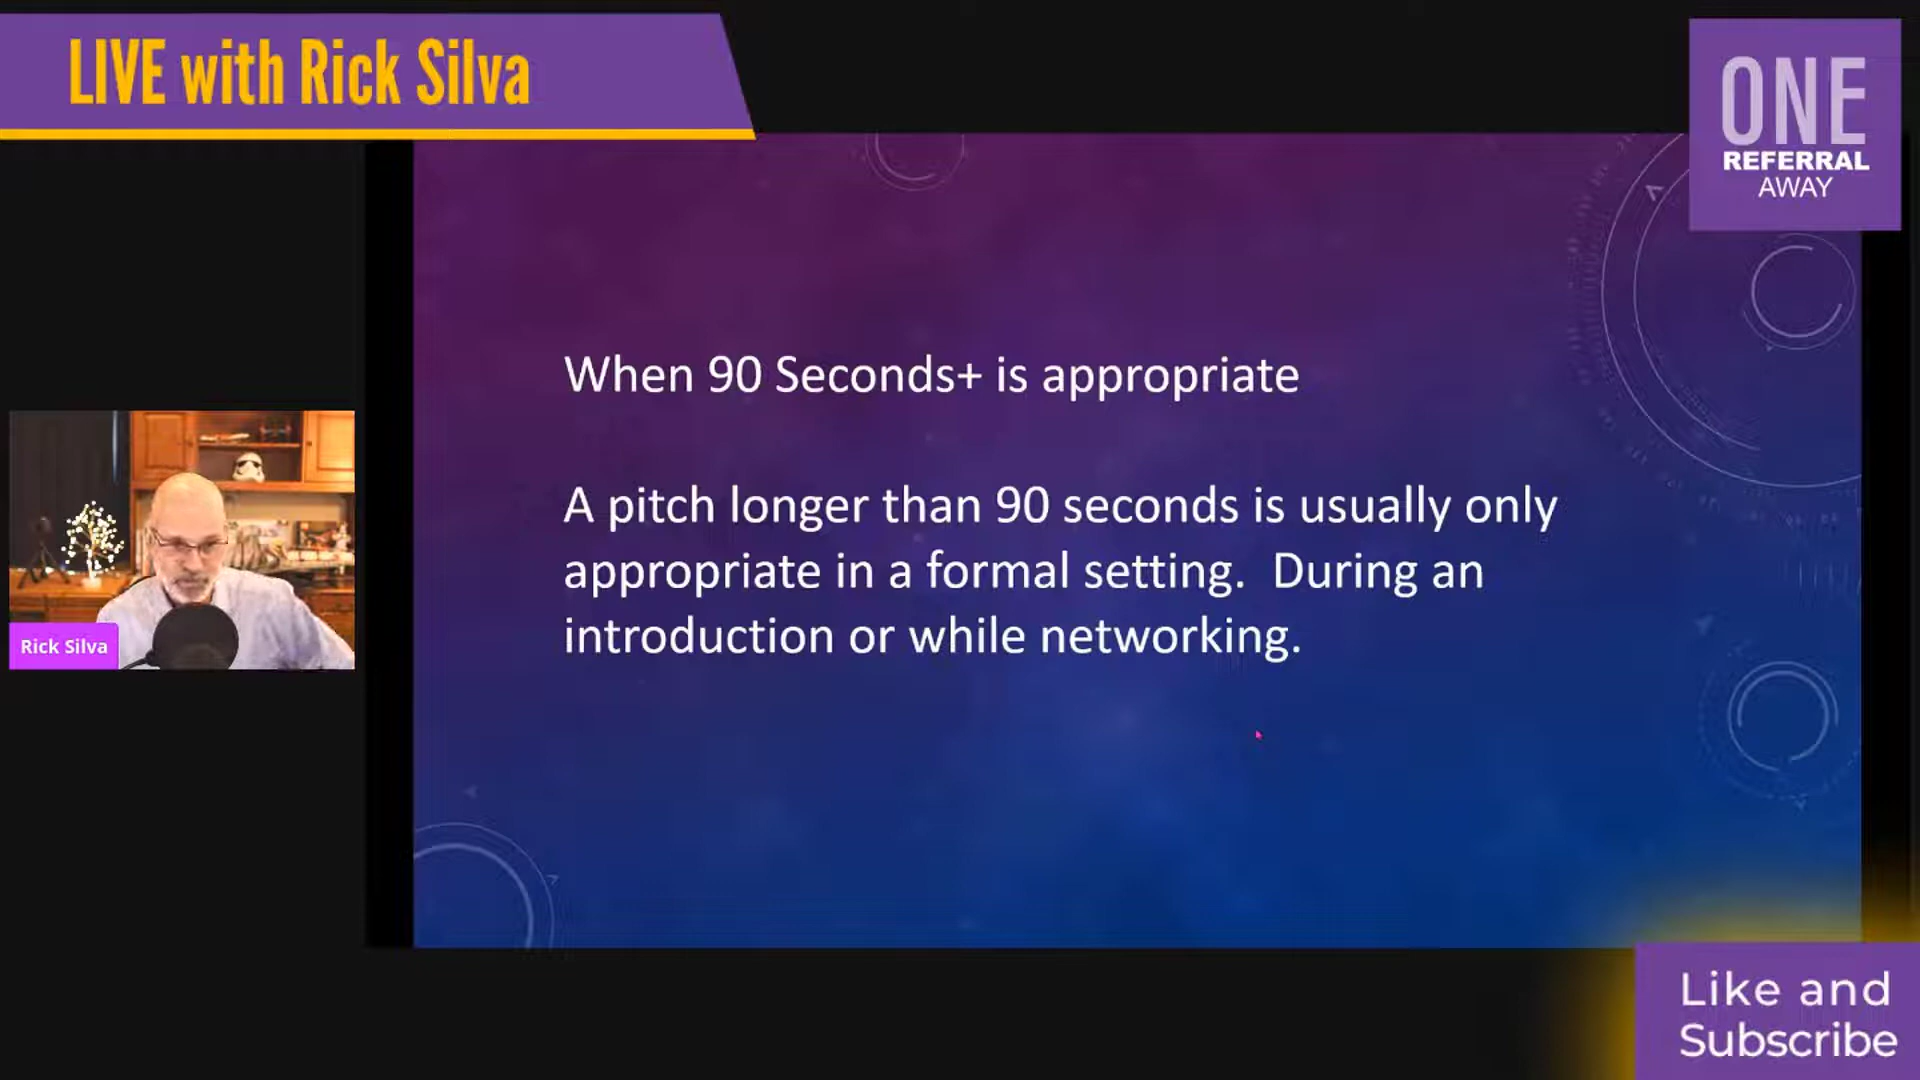 LIVE with Rick Silva
ONE
REFERRAL
AWAY
When 90 Seconds+ is appropriate
A pitch longer than 90 seconds is usually only
appropriate in a formal setting.  During an
introduction or while networking.
Rick Silva
Like and
Subscribe